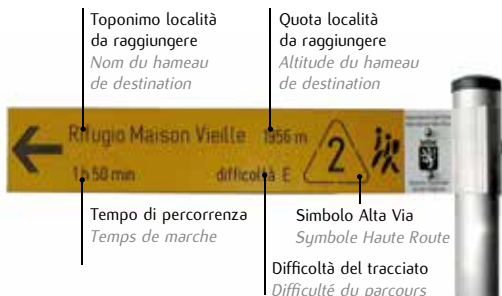 Toponimo località
da raggiungere
Nom du hameau
de destination
Quota località
da raggiungere
Altitude du hameau
de destination
Rifugio Maison Vieille 1956 m
1h 50 min difficoltà E
2
Tempo di percorrenza
Temps de marche
Simbolo Alta Via
Symbole Haute Route
Difficoltà del tracciato
Difficulté du parcours